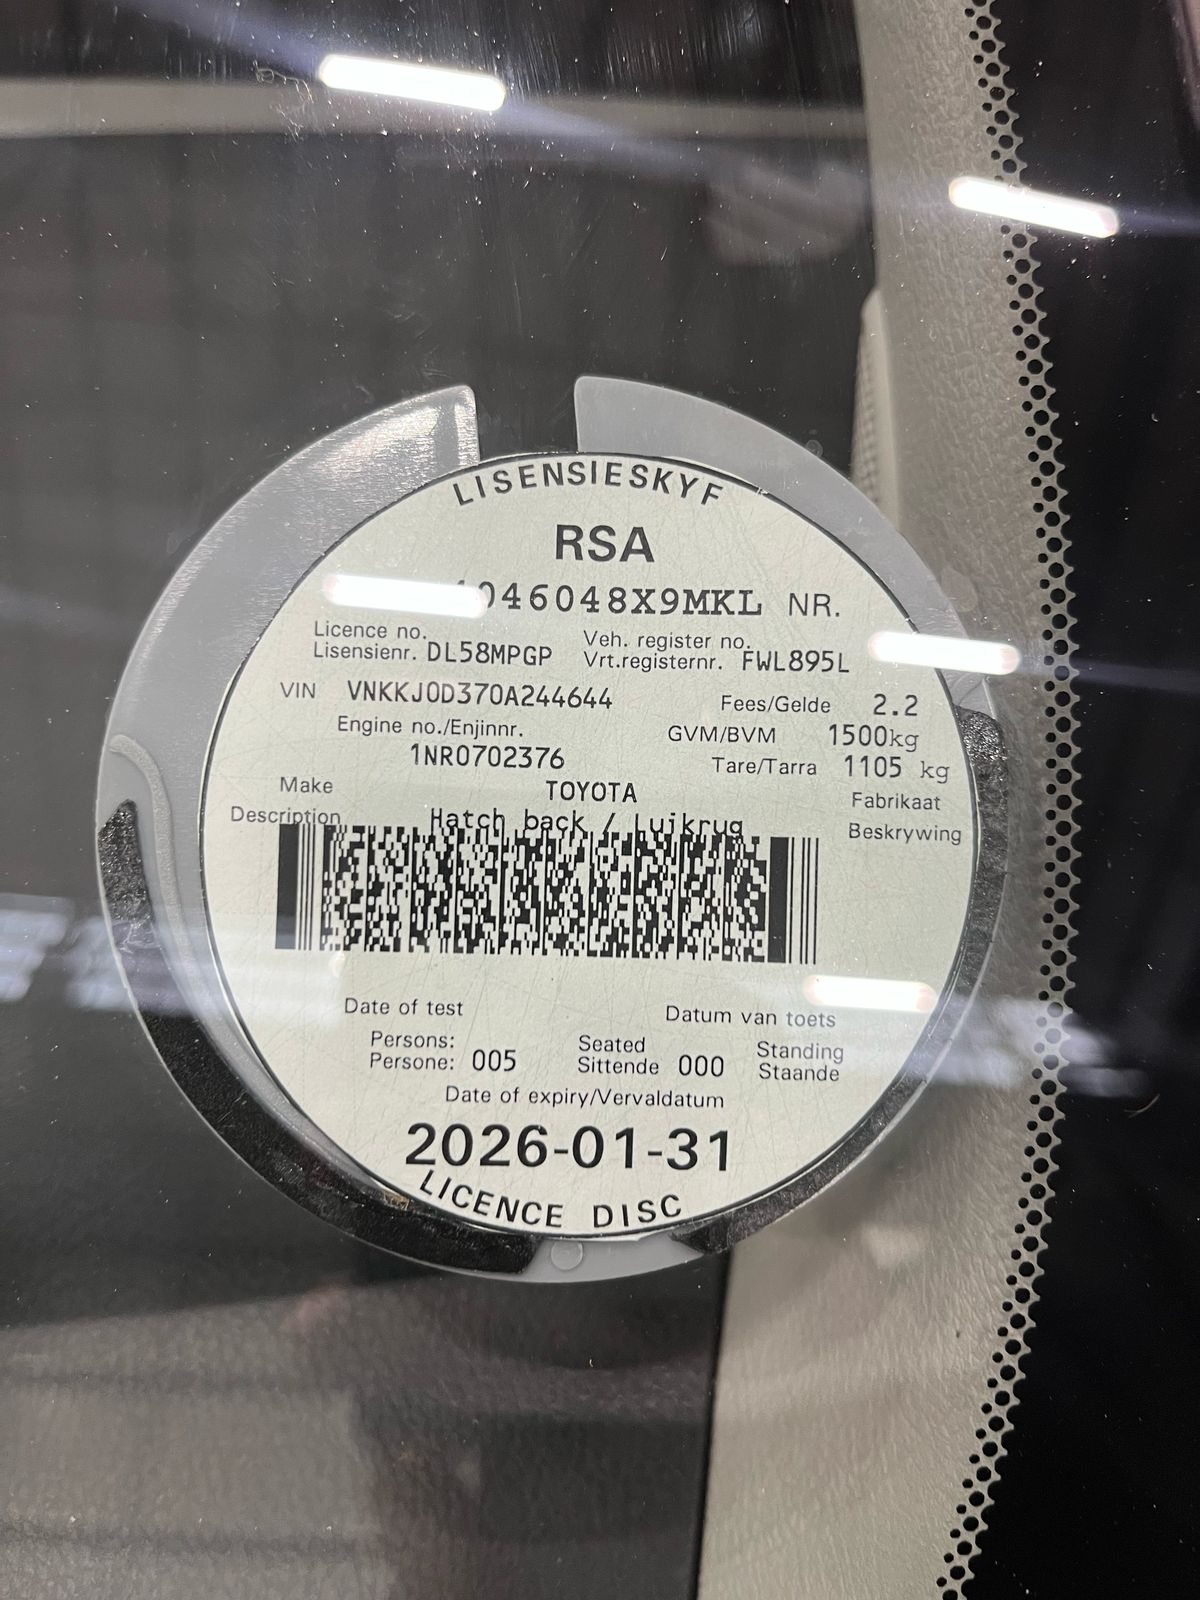 LISENSIESKYF
RSA
046048X9MKL NR.
Licence no. Veh. register no.
Lisensienr. DL58MPGP Vrt.registernr. FWL895L
VIN VNKKJ0D370A244644 Fees/Gelde 2.2
Engine no./Enjinnr. GVM/BVM 1500kg
1NR0702376 Tare/Tarra 1105 kg
Make TOYOTA Fabrikaat
Description Hatch back / Luikrug Beskrywing
Date of test Datum van toets
Persons: Seated Standing
Persone: 005 Sittende 000 Staande
Date of expiry/Vervaldatum
2026-01-31
LICENCE DISC